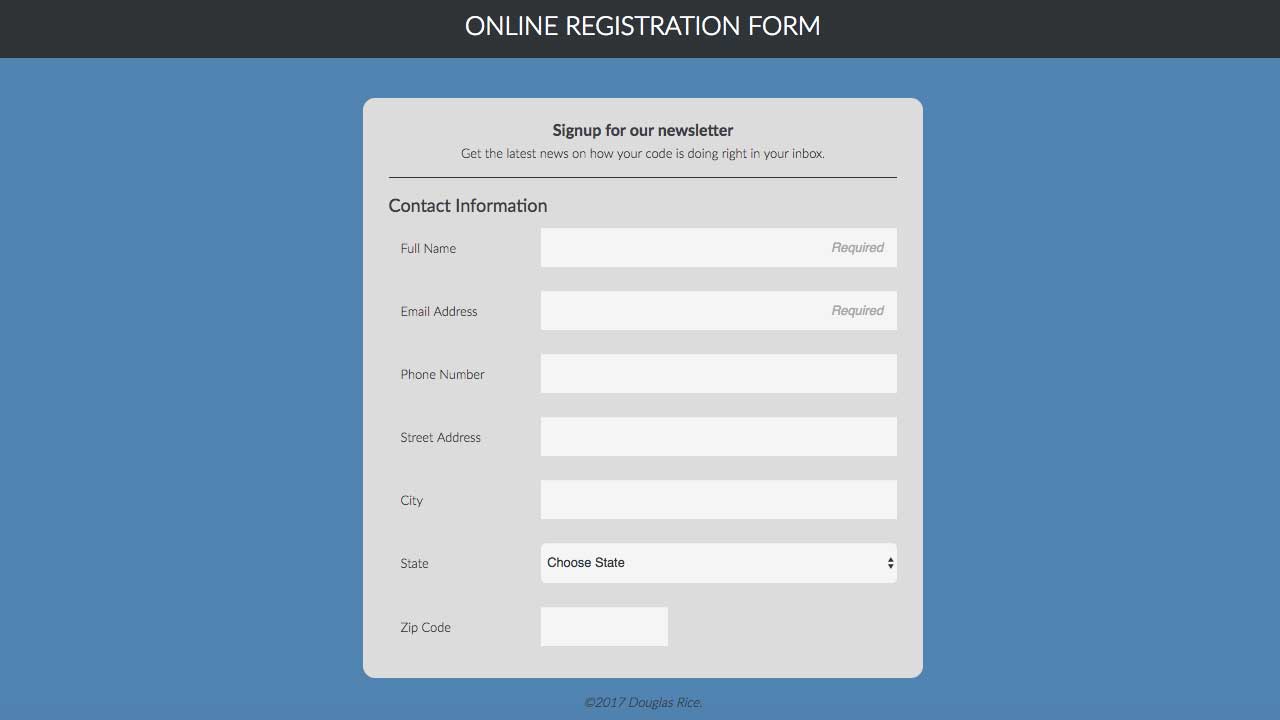 ONLINE REGISTRATION FORM
Signup for our newsletter
Get the latest news on how your code is doing right in your inbox.
Contact Information
Full Name Required
Email Address Required
Phone Number
Street Address
City
State Choose State
Zip Code
©2017 Douglas Rice.